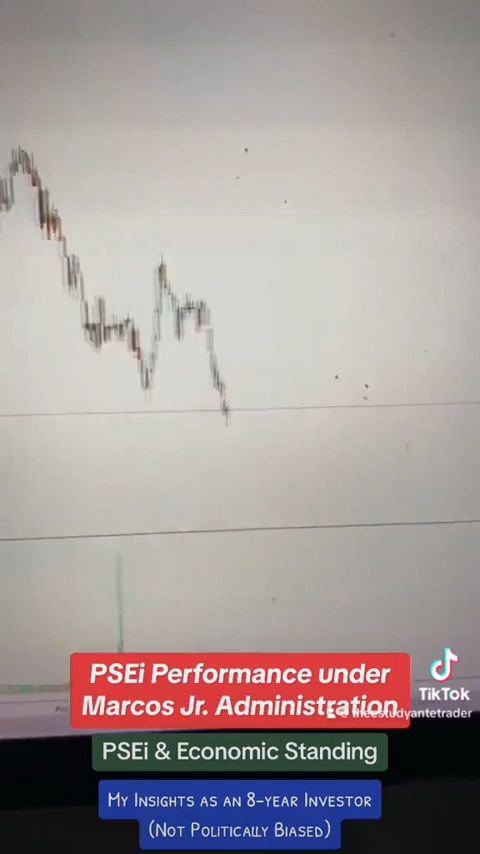 PSEi Performance under
Marcos Jr. Administration
TikTok
@theestudyantetrader
PSEi & Economic Standing
My Insights as an 8-year Investor
(Not Politically Biased)